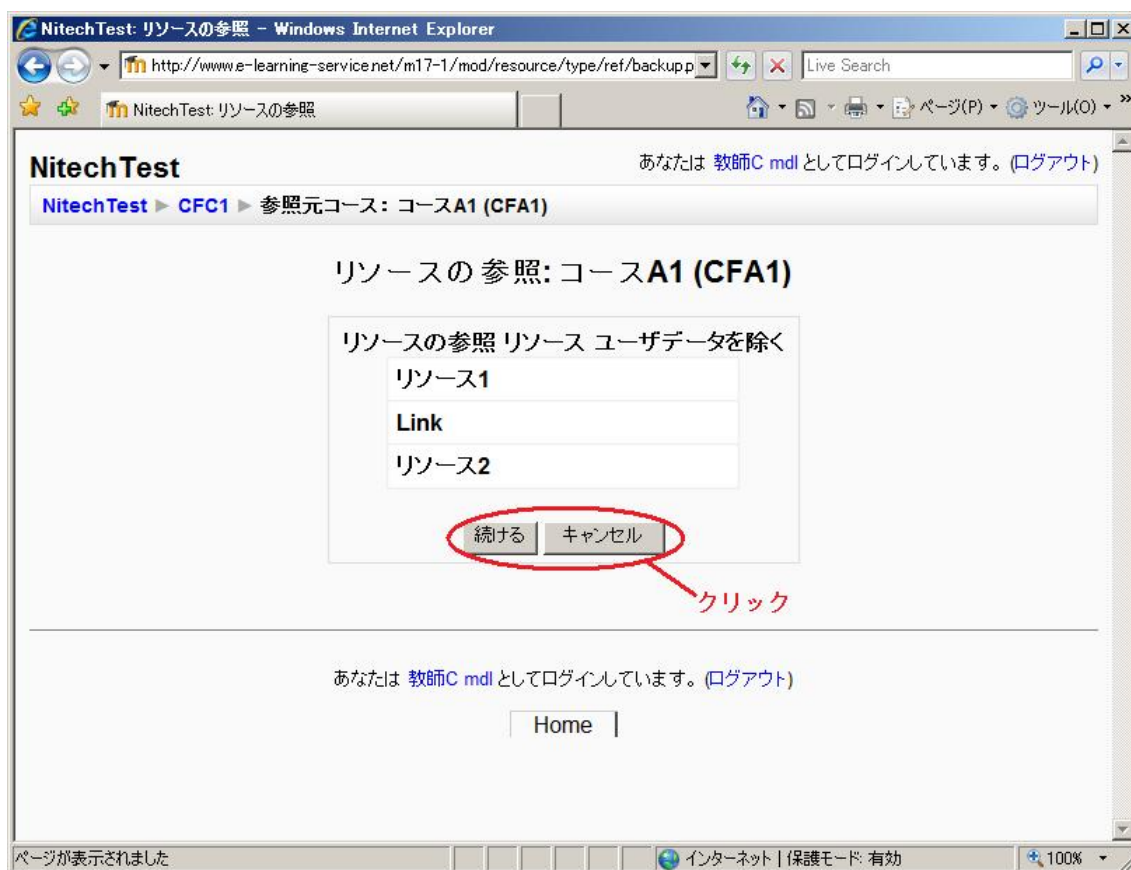 NitechTest: リソースの参照 - Windows Internet Explorer
http://www.e-learning-service.net/m17-1/mod/resource/type/ref/backup.p
Live Search
NitechTest: リソースの参照
ページ(P)
ツール(O)
»
NitechTest
あなたは 教師C mdl としてログインしています。(ログアウト)
NitechTest ► CFC1 ► 参照元コース: コースA1 (CFA1)
リソースの 参照: コースA1 (CFA1)
リソースの参照 リソース ユーザデータを除く
リソース1
Link
リソース2
続ける キャンセル
クリック
あなたは 教師C mdl としてログインしています。(ログアウト)
Home
ページが表示されました
インターネット | 保護モード: 有効
100%